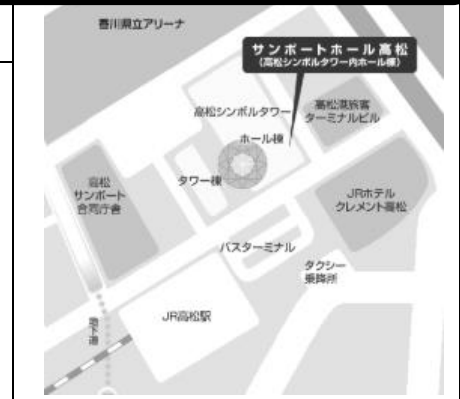 香川県立アリーナ
サンポートホール高松
(高松シンボルタワー内ホール棟)
高松シンボルタワー
ホール棟
高松港旅客
ターミナルビル
タワー棟
高松
サンポート
合同庁舎
JRホテル
クレメント高松
バスターミナル
タクシー
乗降所
JR高松駅
地下道